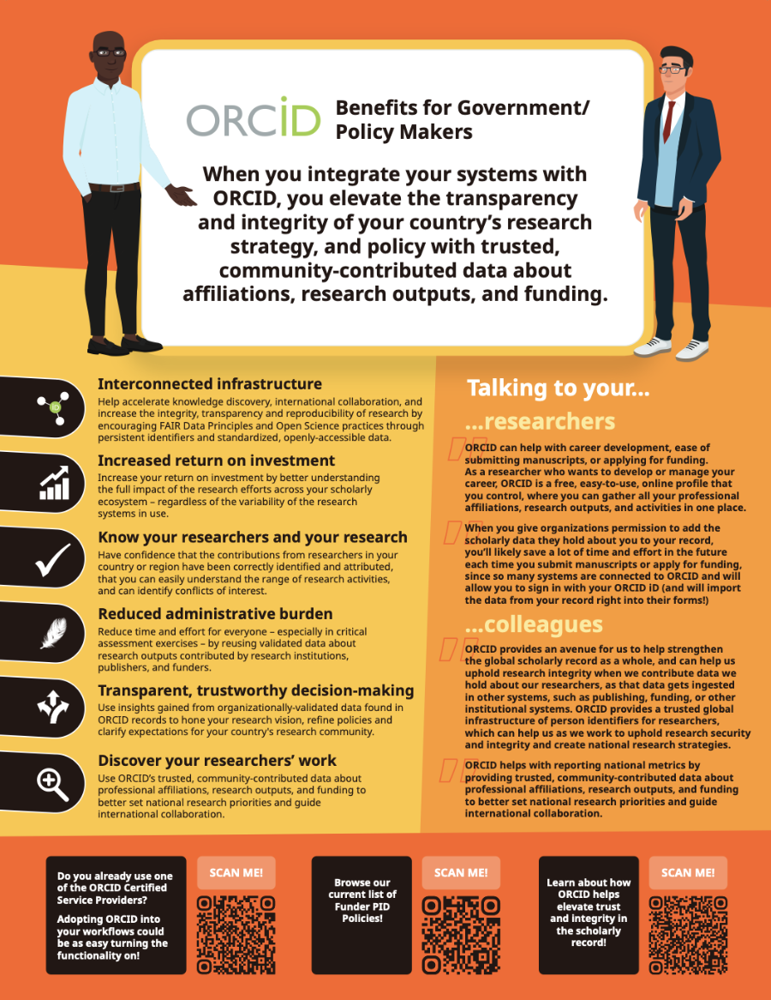 ORCID
Benefits for Government/
Policy Makers
When you integrate your systems with
ORCID, you elevate the transparency
and integrity of your country’s research
strategy, and policy with trusted,
community-contributed data about
affiliations, research outputs, and funding.
Interconnected infrastructure
Help accelerate knowledge discovery, international collaboration, and
increase the integrity, transparency and reproducibility of research by
encouraging FAIR Data Principles and Open Science practices through
persistent identifiers and standardized, openly-accessible data.
iD
Increased return on investment
Increase your return on investment by better understanding
the full impact of the research efforts across your scholarly
ecosystem – regardless of the variability of the research
systems in use.
Know your researchers and your research
Have confidence that the contributions from researchers in your
country or region have been correctly identified and attributed,
that you can easily understand the range of research activities,
and can identify conflicts of interest.
Reduced administrative burden
Reduce time and effort for everyone – especially in critical
assessment exercises – by reusing validated data about
research outputs contributed by research institutions,
publishers, and funders.
Transparent, trustworthy decision-making
Use insights gained from organizationally-validated data found in
ORCID records to hone your research vision, refine policies and
clarify expectations for your country's research community.
Discover your researchers’ work
Use ORCID’s trusted, community-contributed data about
professional affiliations, research outputs, and funding to
better set national research priorities and guide
international collaboration.
Talking to your...
...researchers
ORCID can help with career development, ease of
submitting manuscripts, or applying for funding.
As a researcher who wants to develop or manage your
career, ORCID is a free, easy-to-use, online profile that
you control, where you can gather all your professional
affiliations, research outputs, and activities in one place.
When you give organizations permission to add the
scholarly data they hold about you to your record,
you’ll likely save a lot of time and effort in the future
each time you submit manuscripts or apply for funding,
since so many systems are connected to ORCID and will
allow you to sign in with your ORCID iD (and will import
the data from your record right into their forms!)
...colleagues
ORCID provides an avenue for us to help strengthen
the global scholarly record as a whole, and can help us
uphold research integrity when we contribute data we
hold about our researchers, as that data gets ingested
in other systems, such as publishing, funding, or other
institutional systems. ORCID provides a trusted global
infrastructure of person identifiers for researchers,
which can help us as we work to uphold research security
and integrity and create national research strategies.
ORCID helps with reporting national metrics by
providing trusted, community-contributed data about
professional affiliations, research outputs, and funding
to better set national research priorities and guide
international collaboration.
Do you already use one
of the ORCID Certified
Service Providers?
Adopting ORCID into
your workflows could
be as easy turning the
functionality on!
SCAN ME!
Browse our
current list of
Funder PID
Policies!
SCAN ME!
Learn about how
ORCID helps
elevate trust
and integrity in
the scholarly
record!
SCAN ME!